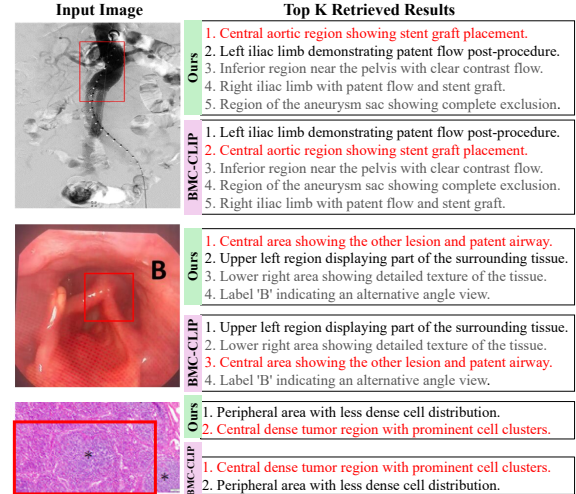 Input Image
Top K Retrieved Results
Ours
1. Central aortic region showing stent graft placement.
2. Left iliac limb demonstrating patent flow post-procedure.
3. Inferior region near the pelvis with clear contrast flow.
4. Right iliac limb with patent flow and stent graft.
5. Region of the aneurysm sac showing complete exclusion.
BMC-CLIP
1. Left iliac limb demonstrating patent flow post-procedure.
2. Central aortic region showing stent graft placement.
3. Inferior region near the pelvis with clear contrast flow.
4. Region of the aneurysm sac showing complete exclusion.
5. Right iliac limb with patent flow and stent graft.
B
Ours
1. Central area showing the other lesion and patent airway.
2. Upper left region displaying part of the surrounding tissue.
3. Lower right area showing detailed texture of the tissue.
4. Label 'B' indicating an alternative angle view.
BMC-CLIP
1. Upper left region displaying part of the surrounding tissue.
2. Lower right area showing detailed texture of the tissue.
3. Central area showing the other lesion and patent airway.
4. Label 'B' indicating an alternative angle view.
*
*
Ours
1. Peripheral area with less dense cell distribution.
2. Central dense tumor region with prominent cell clusters.
BMC-CLIP
1. Central dense tumor region with prominent cell clusters.
2. Peripheral area with less dense cell distribution.